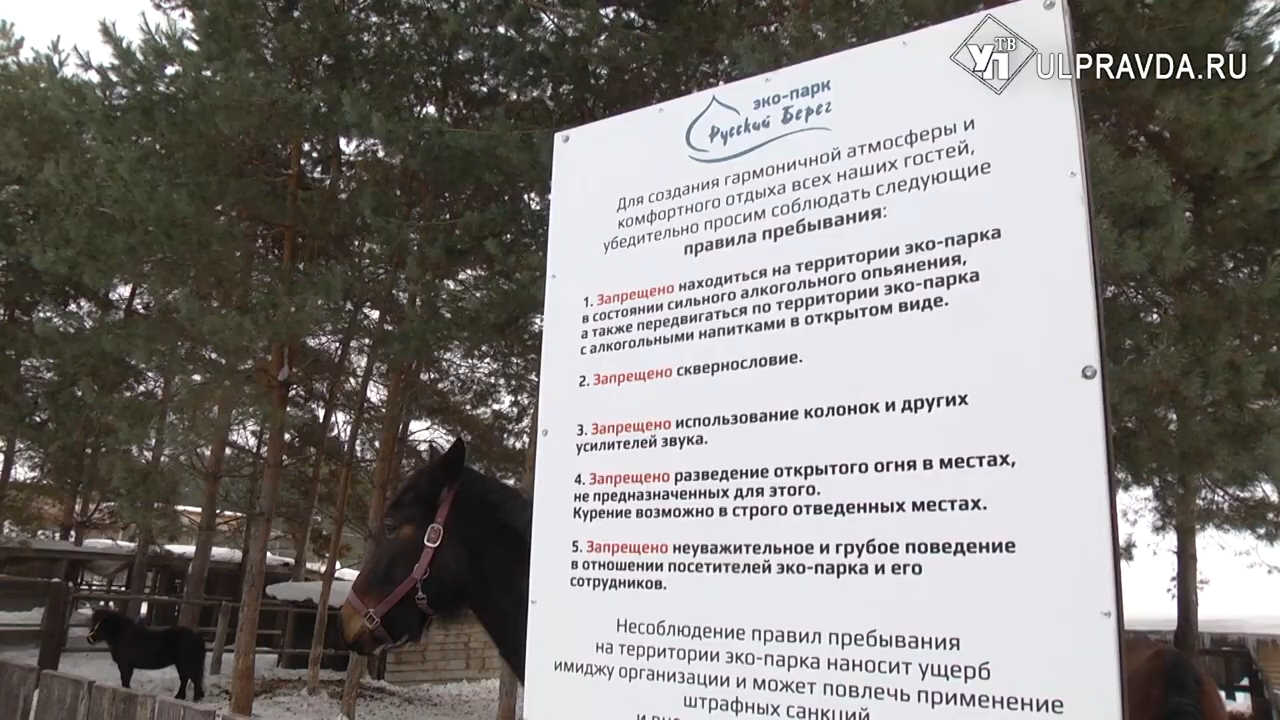 УП ТВ
ULPRAVDA.RU
эко-парк
Русский Берег
Для создания гармоничной атмосферы и
комфортного отдыха всех наших гостей,
убедительно просим соблюдать следующие
правила пребывания:
1. Запрещено находиться на территории эко-парка
в состоянии сильного алкогольного опьянения,
а также передвигаться по территории эко-парка
с алкогольными напитками в открытом виде.
2. Запрещено сквернословие.
3. Запрещено использование колонок и других
усилителей звука.
4. Запрещено разведение открытого огня в местах,
не предназначенных для этого.
Курение возможно в строго отведенных местах.
5. Запрещено неуважительное и грубое поведение
в отношении посетителей эко-парка и его
сотрудников.
Несоблюдение правил пребывания
на территории эко-парка наносит ущерб
имиджу организации и может повлечь применение
штрафных санкций
и